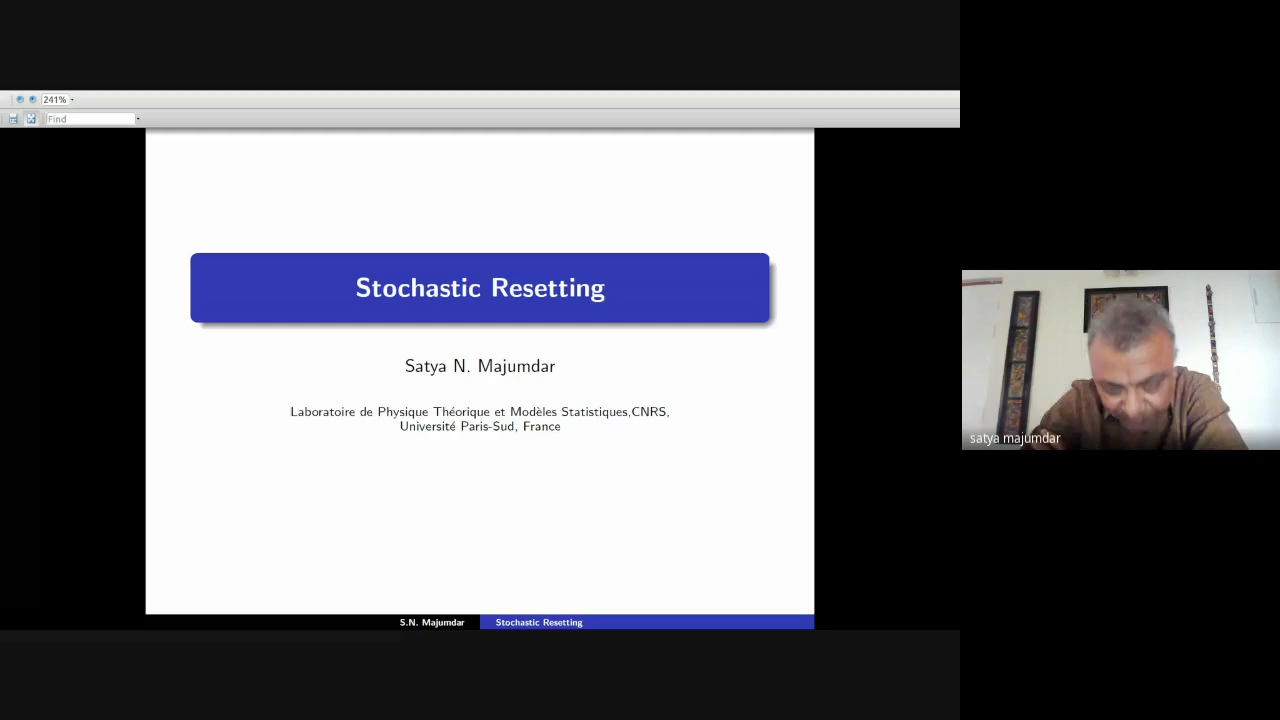 241%
Find
Stochastic Resetting
Satya N. Majumdar
Laboratoire de Physique Théorique et Modèles Statistiques,CNRS,
Université Paris-Sud, France
S.N. Majumdar
Stochastic Resetting
satya majumdar